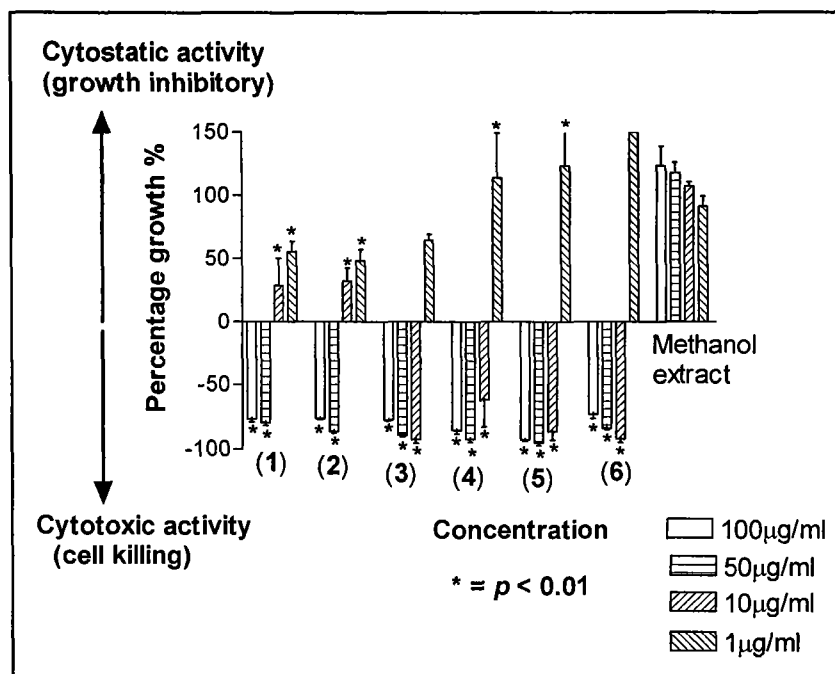 Cytostatic activity
(growth inhibitory)
Percentage growth %
150
100
50
0
-50
-100
* *
* *
*
*
* *
* *
* * *
* * *
* * *
* * *
(1) (2) (3) (4) (5) (6)
Methanol
extract
Cytotoxic activity
(cell killing)
Concentration
* = p < 0.01
100μg/ml
50μg/ml
10μg/ml
1μg/ml